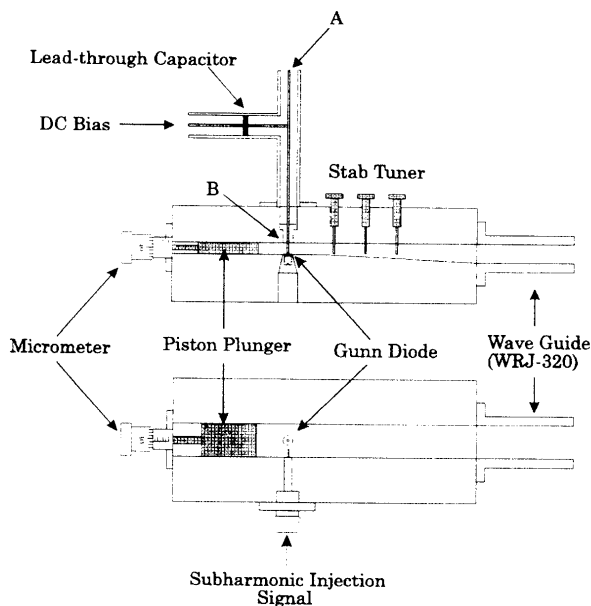 A
Lead-through Capacitor
DC Bias
Stab Tuner
B
Micrometer
Piston Plunger
Gunn Diode
Wave Guide
(WRJ-320)
Subharmonic Injection
Signal